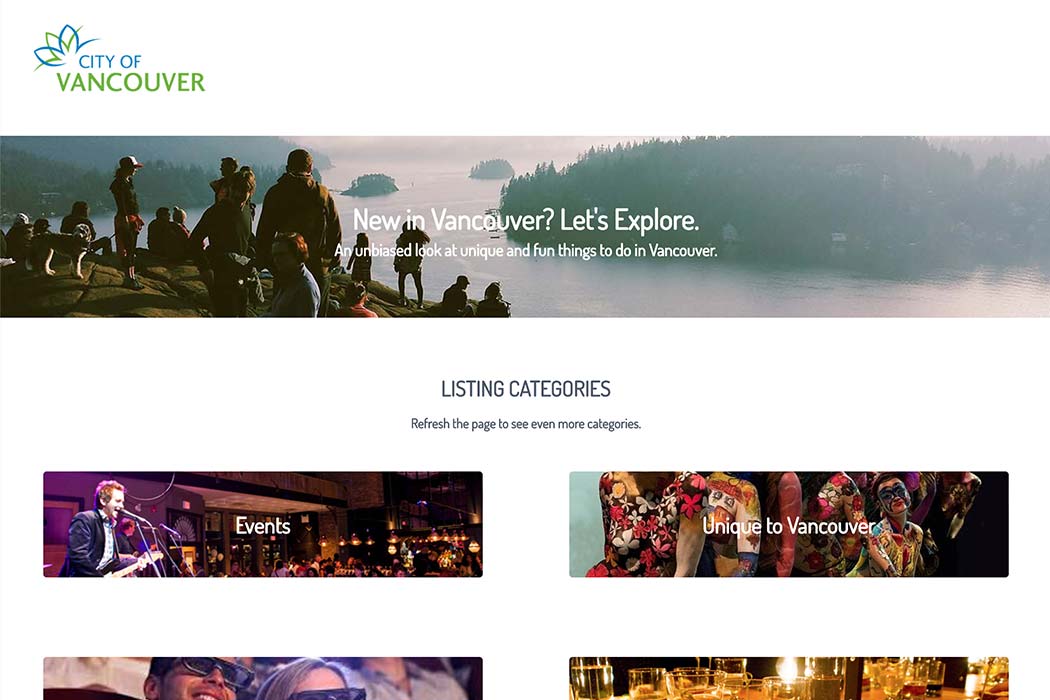 CITY OF
VANCOUVER
New in Vancouver? Let's Explore.
An unbiased look at unique and fun things to do in Vancouver.
LISTING CATEGORIES
Refresh the page to see even more categories.
Events
Unique to Vancouver